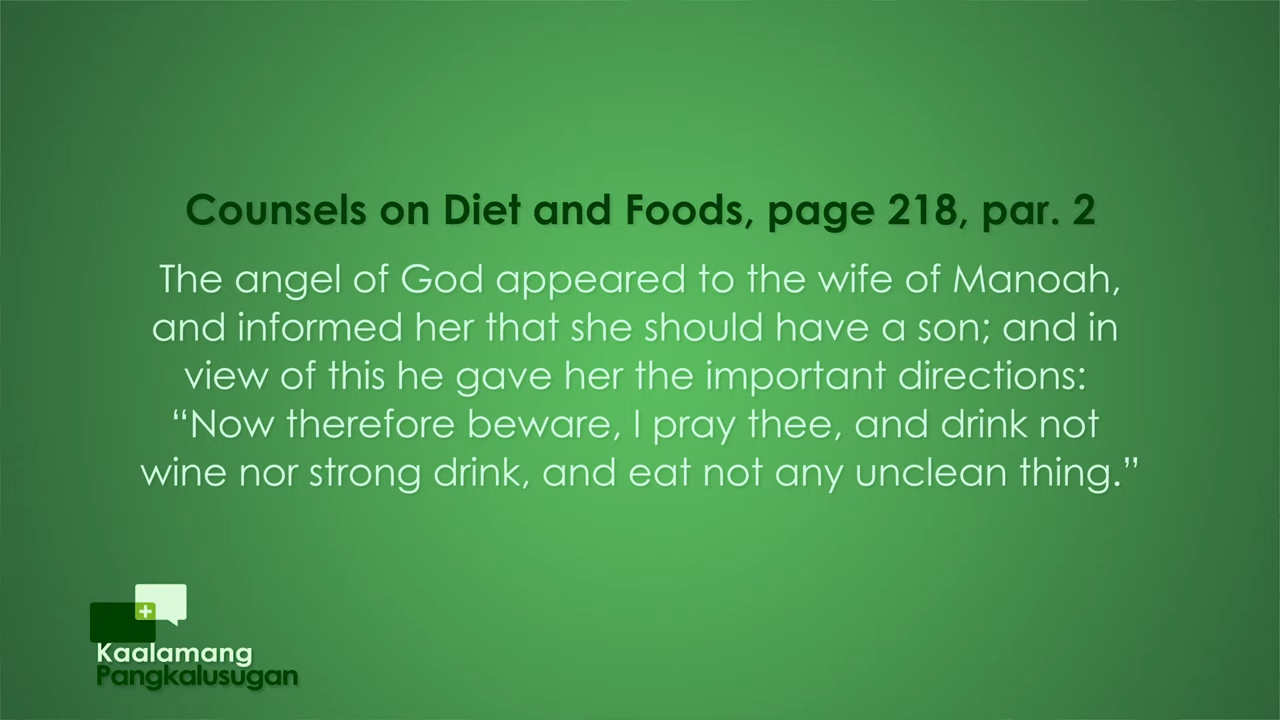 Counsels on Diet and Foods, page 218, par. 2
The angel of God appeared to the wife of Manoah,
and informed her that she should have a son; and in
view of this he gave her the important directions:
“Now therefore beware, I pray thee, and drink not
wine nor strong drink, and eat not any unclean thing.”
Kaalamang
Pangkalusugan